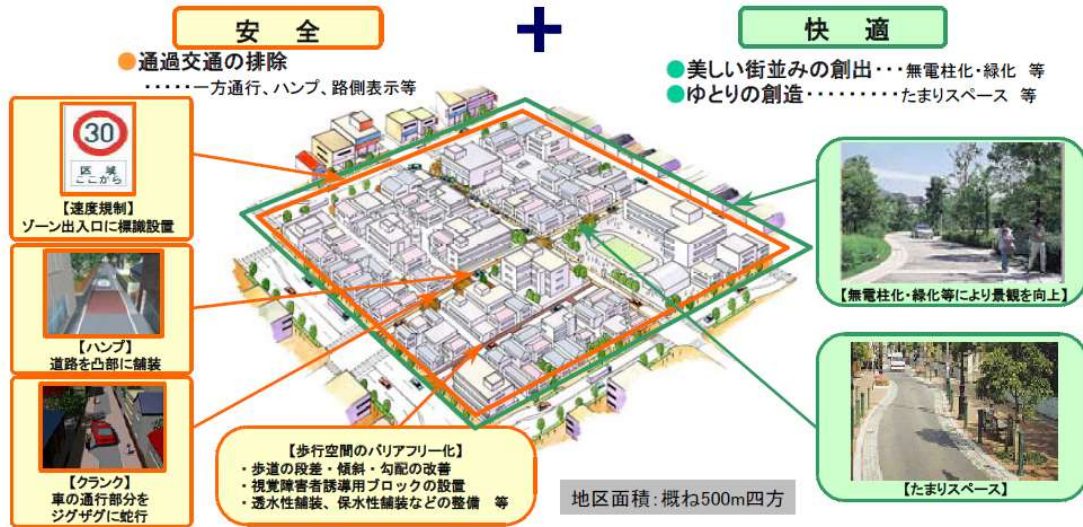 安 全
+
快 適
●通過交通の排除
・・・・・一方通行、ハンプ、路側表示等
●美しい街並みの創出・・・無電柱化・緑化 等
●ゆとりの創造・・・・・・・・・たまりスペース 等
30
区 域
ここから
【速度規制】
ゾーン出入口に標識設置
【ハンプ】
道路を凸部に舗装
【クランク】
車の通行部分を
ジグザグに蛇行
【歩行空間のバリアフリー化】
・歩道の段差・傾斜・勾配の改善
・視覚障害者誘導用ブロックの設置
・透水性舗装、保水性舗装などの整備 等
地区面積:概ね500m四方
【無電柱化・緑化等により景観を向上】
【たまりスペース】